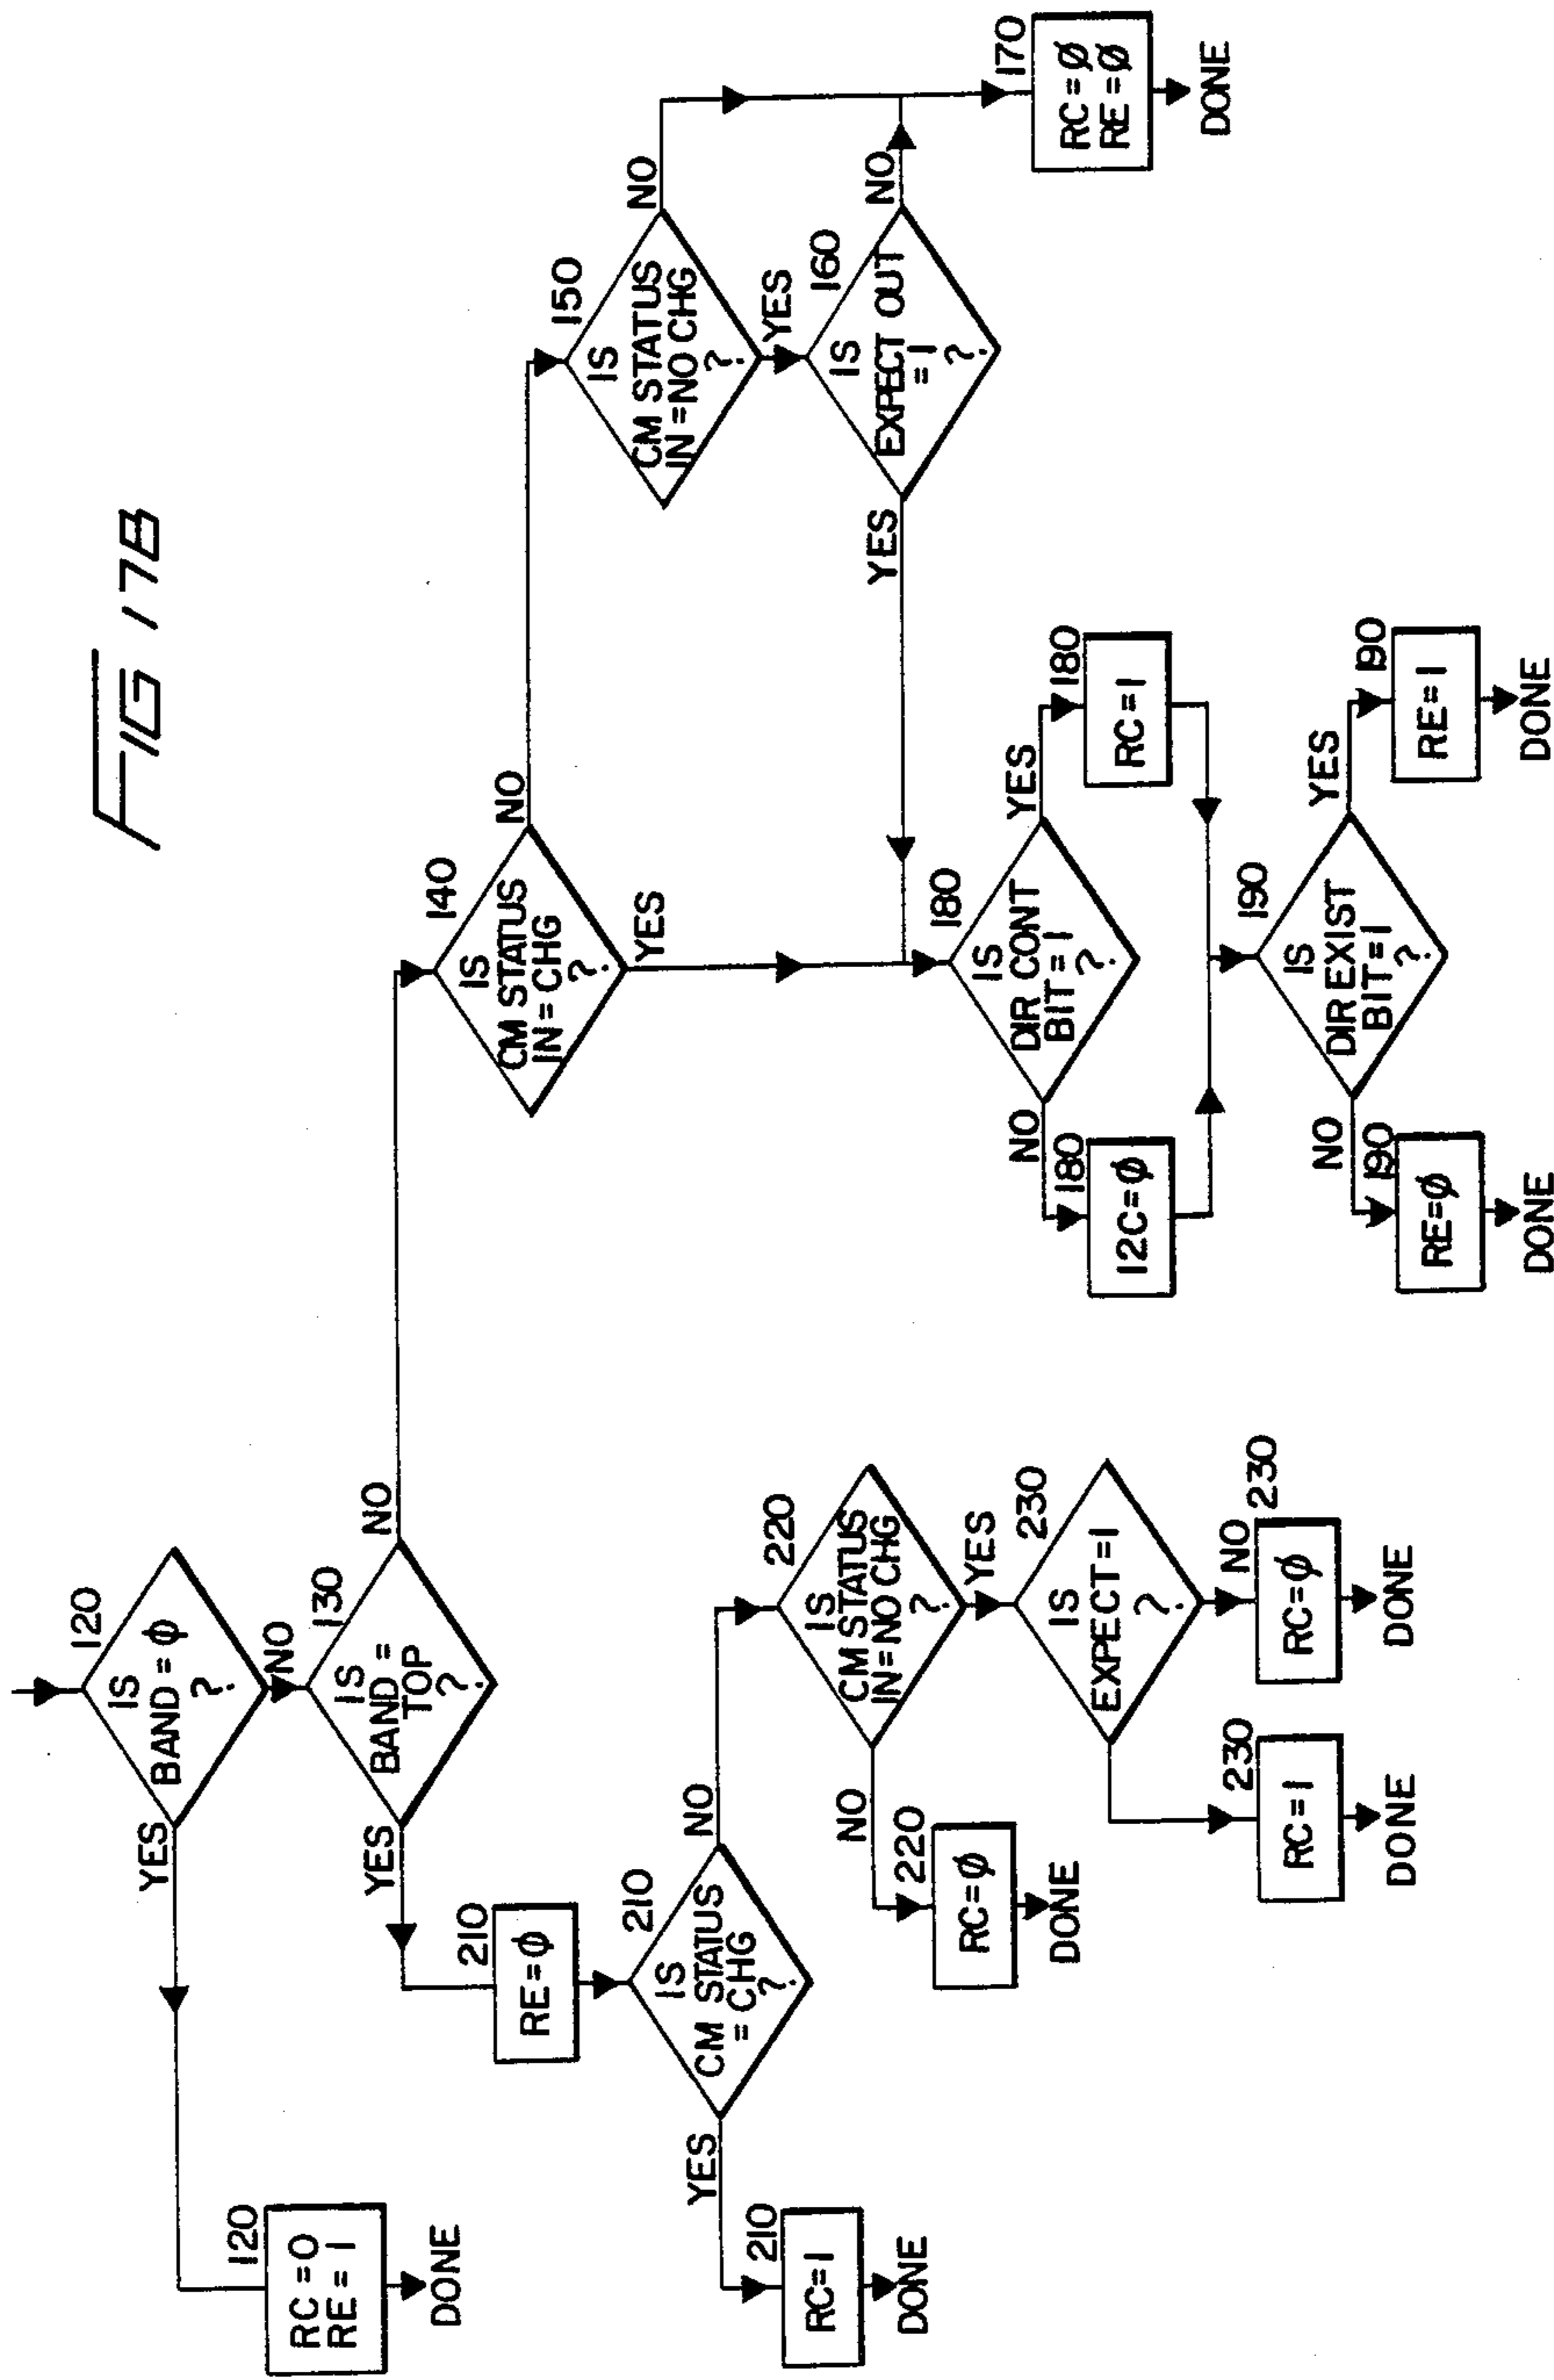 FIG 17B
120
IS
BAND = ϕ
?
YES
NO
120
RC = 0
RE = 1
DONE
130
IS
BAND =
TOP
?
YES
NO
210
RE = ϕ
210
IS
CM STATUS
= CHG
?
YES
NO
210
RC = 1
DONE
220
IS
CM STATUS
IN = NO CHG
?
NO
YES
220
RC = ϕ
DONE
230
IS
EXPECT = 1
?
NO
230
RC = 1
DONE
230
RC = ϕ
DONE
140
IS
CM STATUS
IN = CHG
?
NO
YES
150
IS
CM STATUS
IN = NO CHG
?
NO
YES
160
IS
EXPECT OUT
= 1
?
NO
YES
170
RC = Ø
RE = Ø
DONE
180
IS
DIR CONT
BIT = 1
?
NO
YES
180
12C = ϕ
180
RC = 1
190
IS
DIR EXIST
BIT = 1
?
NO
YES
190
RE = ϕ
DONE
190
RE = 1
DONE